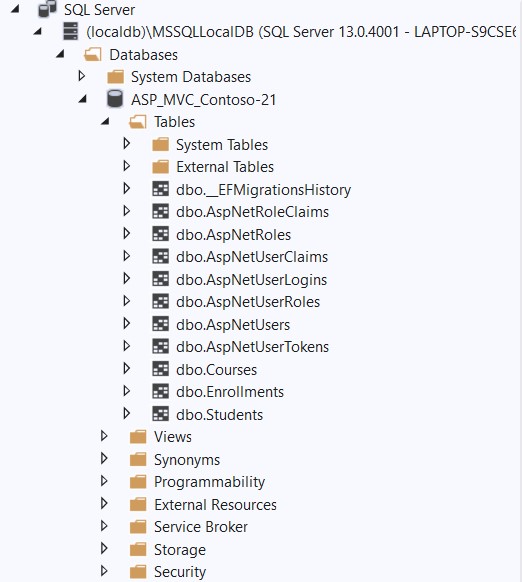 SQL Server
(localdb)\MSSQLLocalDB (SQL Server 13.0.4001 - LAPTOP-S9CSE6
Databases
System Databases
ASP_MVC_Contoso-21
Tables
System Tables
External Tables
dbo.__EFMigrationsHistory
dbo.AspNetRoleClaims
dbo.AspNetRoles
dbo.AspNetUserClaims
dbo.AspNetUserLogins
dbo.AspNetUserRoles
dbo.AspNetUsers
dbo.AspNetUserTokens
dbo.Courses
dbo.Enrollments
dbo.Students
Views
Synonyms
Programmability
External Resources
Service Broker
Storage
Security